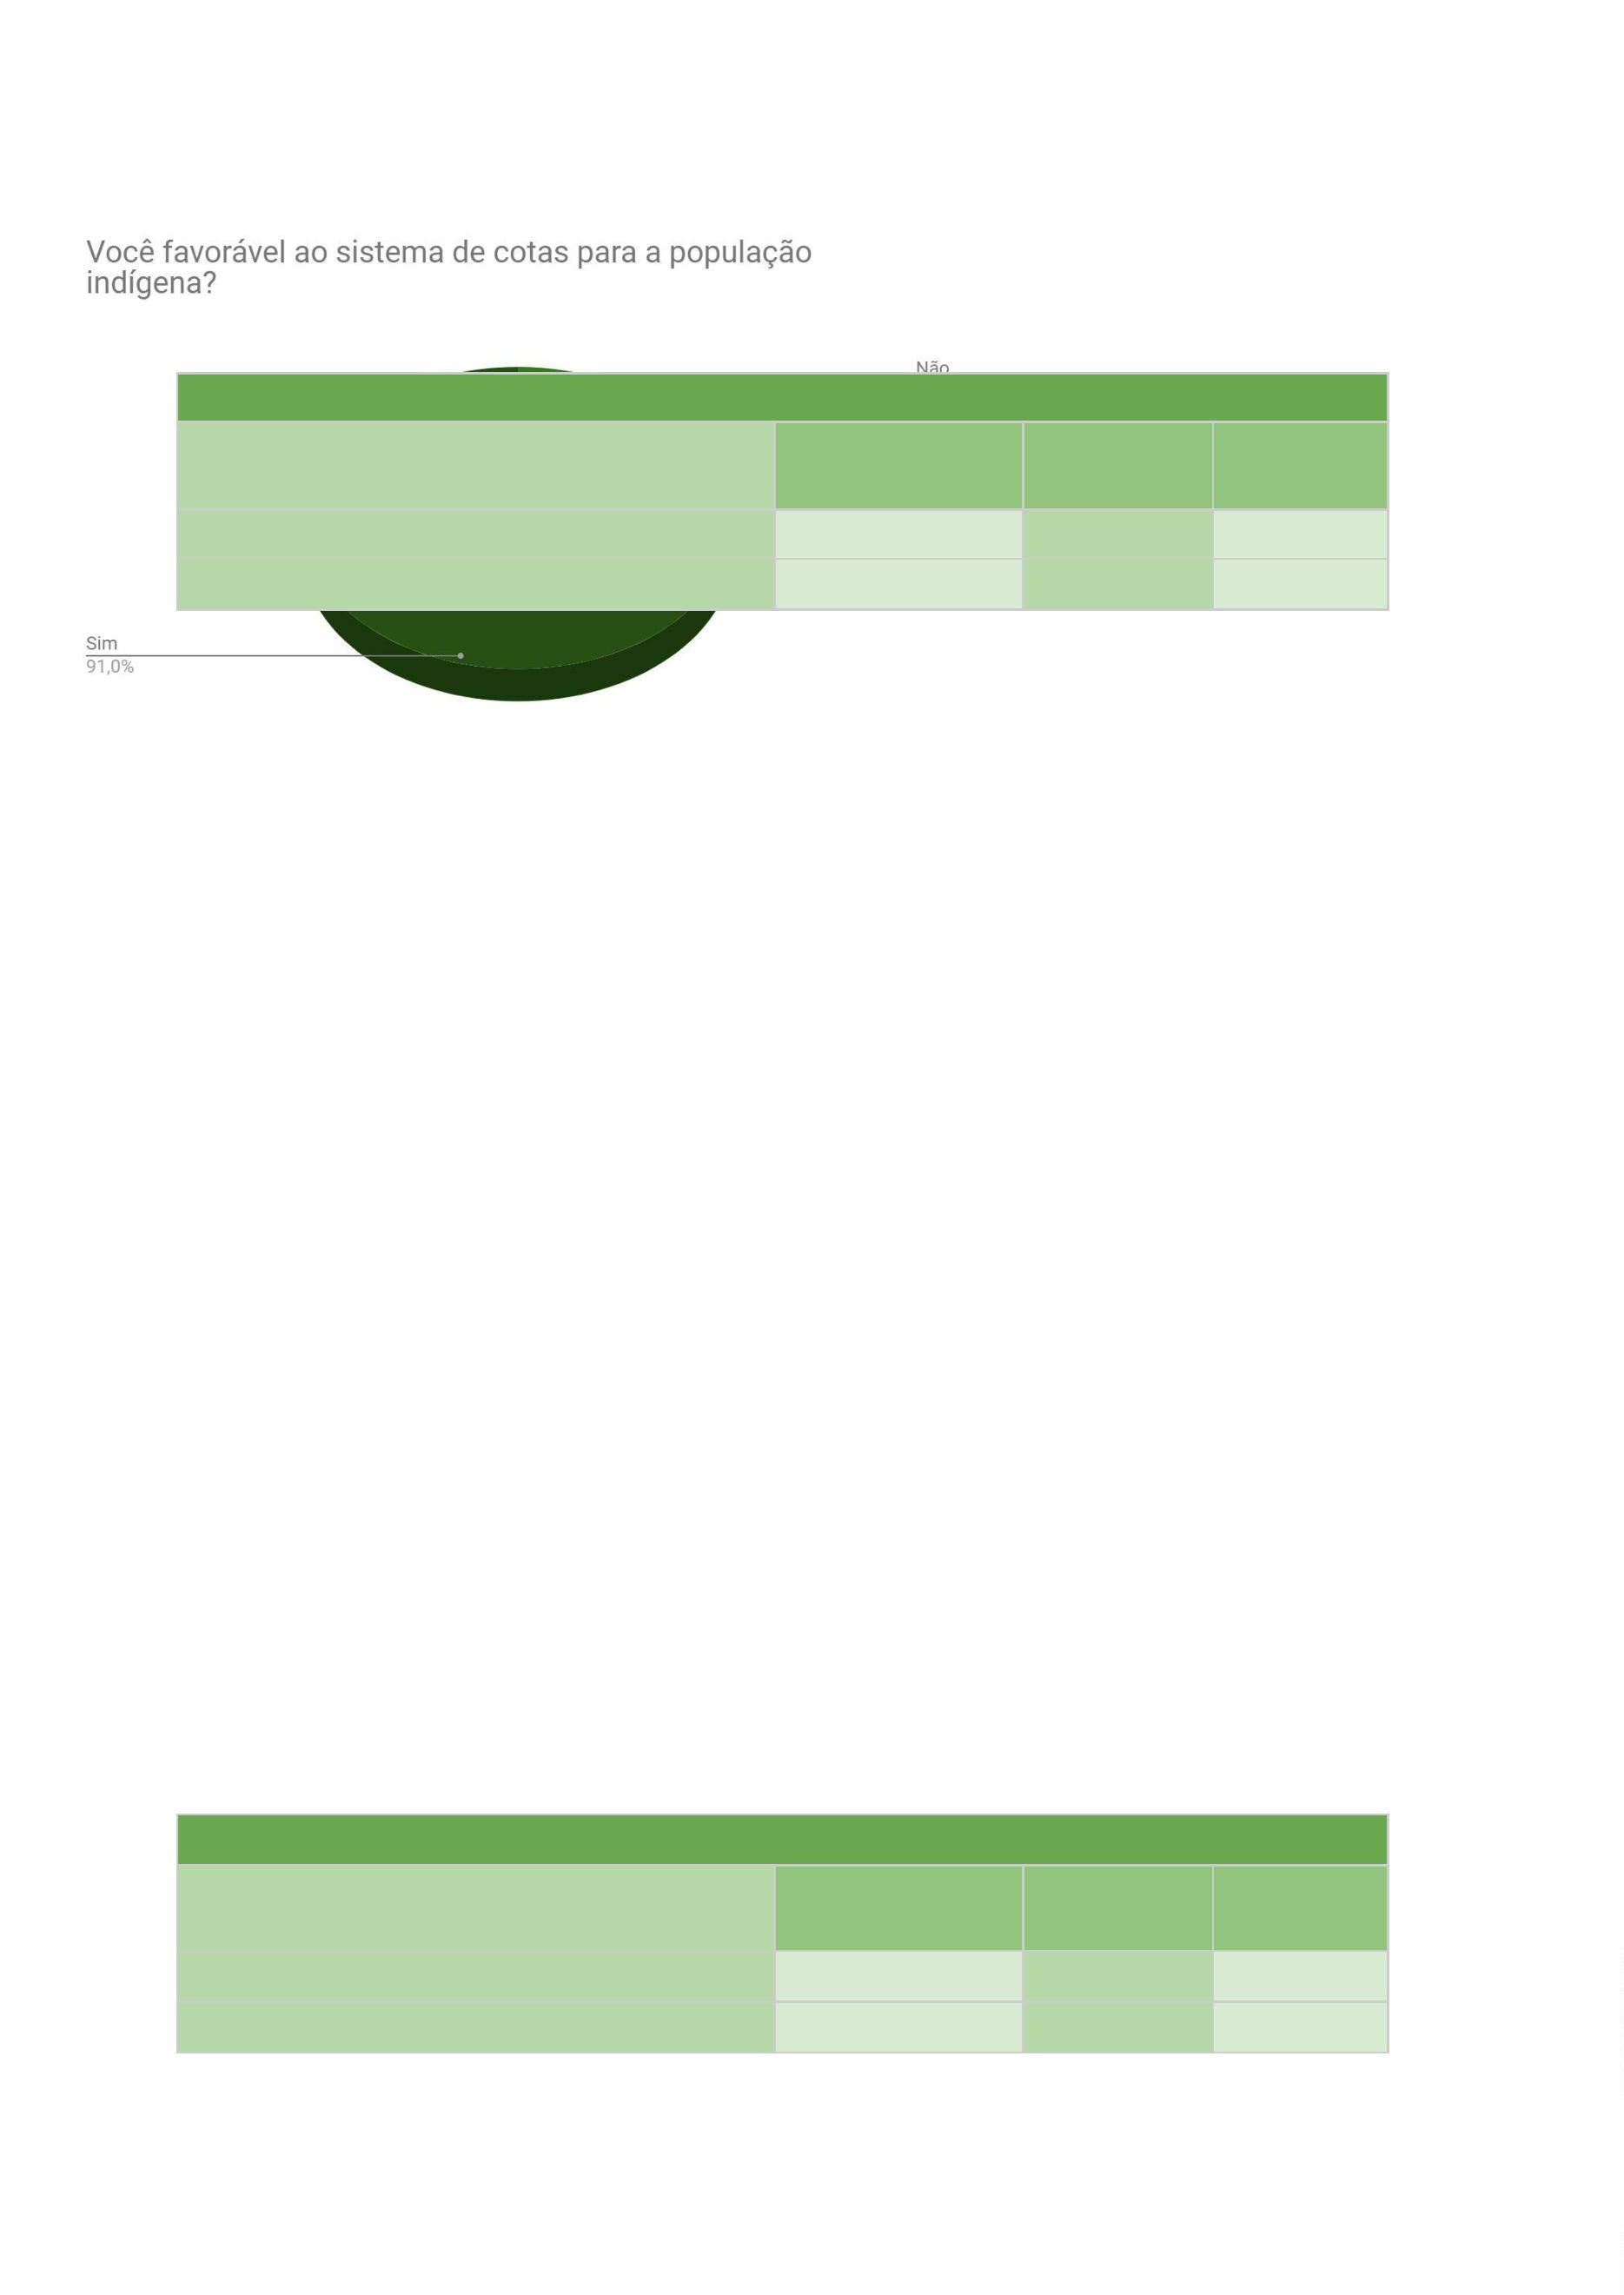 Você favorável ao sistema de cotas para a população
indígena?
Não
Sim
91,0%